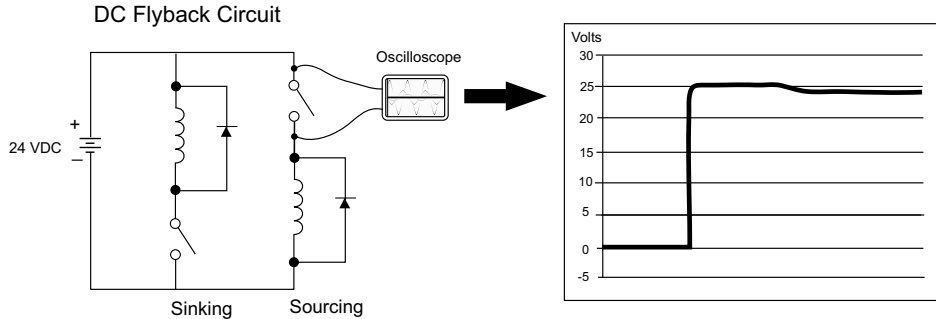 DC Flyback Circuit
Oscilloscope
+
24 VDC
–
Sinking
Sourcing
Volts
30
25
20
15
10
5
0
-5